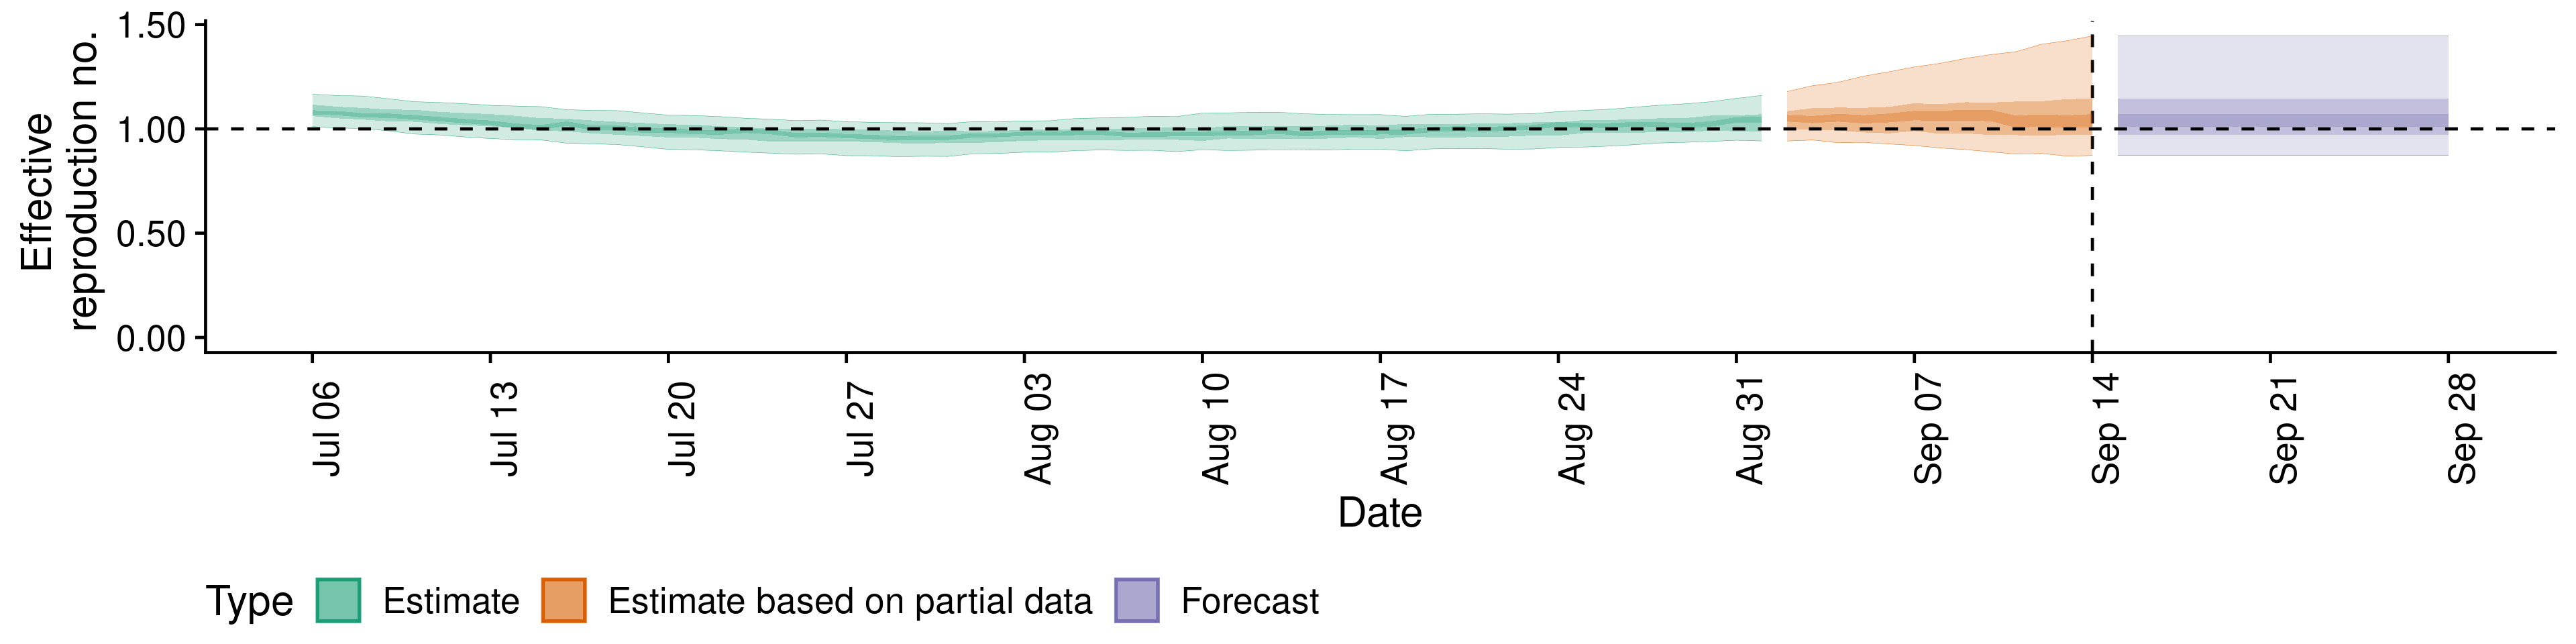 Effective
reproduction no.
1.50
1.00
0.50
0.00
Jul 06
Jul 13
Jul 20
Jul 27
Aug 03
Aug 10
Aug 17
Aug 24
Aug 31
Sep 07
Sep 14
Sep 21
Sep 28
Date
Type Estimate Estimate based on partial data Forecast